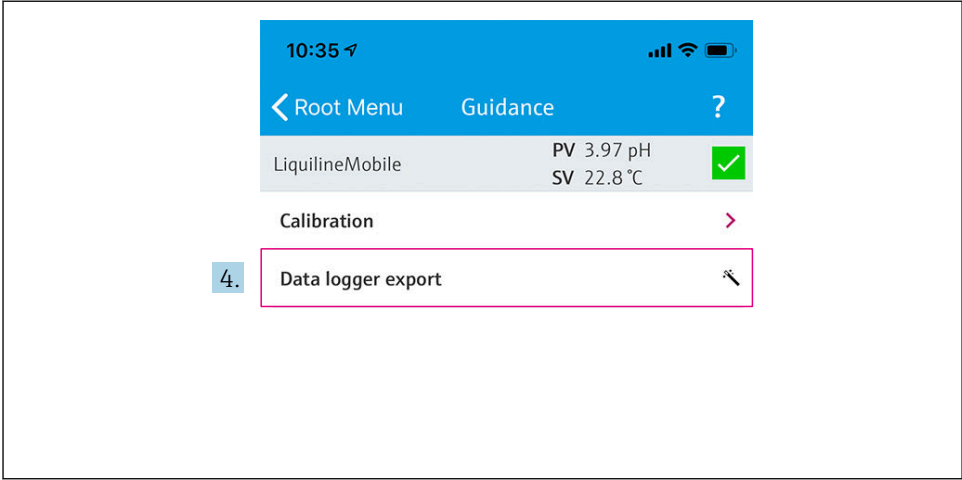 10:35
Root Menu Guidance ?
LiquilineMobile PV 3.97 pH
SV 22.8 °C
Calibration
4. Data logger export